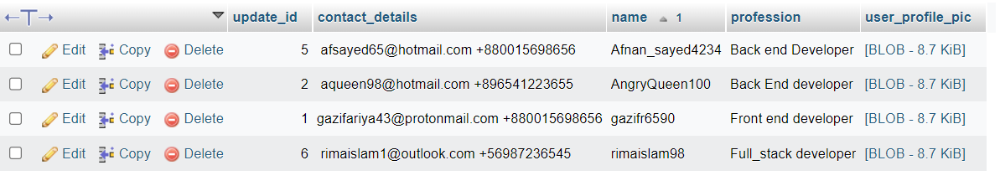 update_id contact_details name 1 profession user_profile_pic
Edit Copy Delete 5 afsayed65@hotmail.com +880015698656 Afnan_sayed4234 Back end Developer [BLOB - 8.7 KiB]
Edit Copy Delete 2 aqueen98@hotmail.com +896541223655 AngryQueen100 Back End developer [BLOB - 8.7 KiB]
Edit Copy Delete 1 gazifariya43@protonmail.com +880015698656 gazifr6590 Front end developer [BLOB - 8.7 KiB]
Edit Copy Delete 6 rimaislam1@outlook.com +56987236545 rimaislam98 Full_stack developer [BLOB - 8.7 KiB]